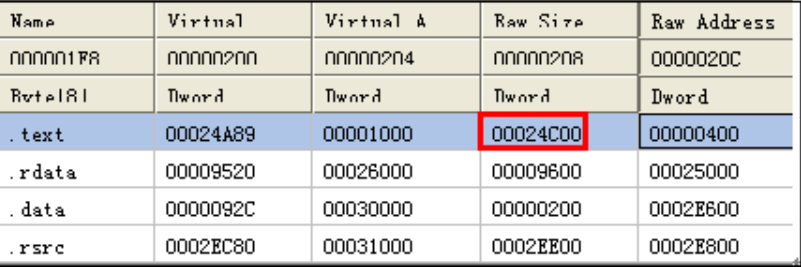 Name Virtual Virtual A Raw Size Raw Address
000001F8 00000200 00000204 00000208 0000020C
Byte[8] Dword Dword Dword Dword
.text 00024A89 00001000 00024C00 00000400
.rdata 00009520 00026000 00009600 00025000
.data 0000092C 00030000 00000200 0002E600
.rsrc 0002EC80 00031000 0002EE00 0002E800